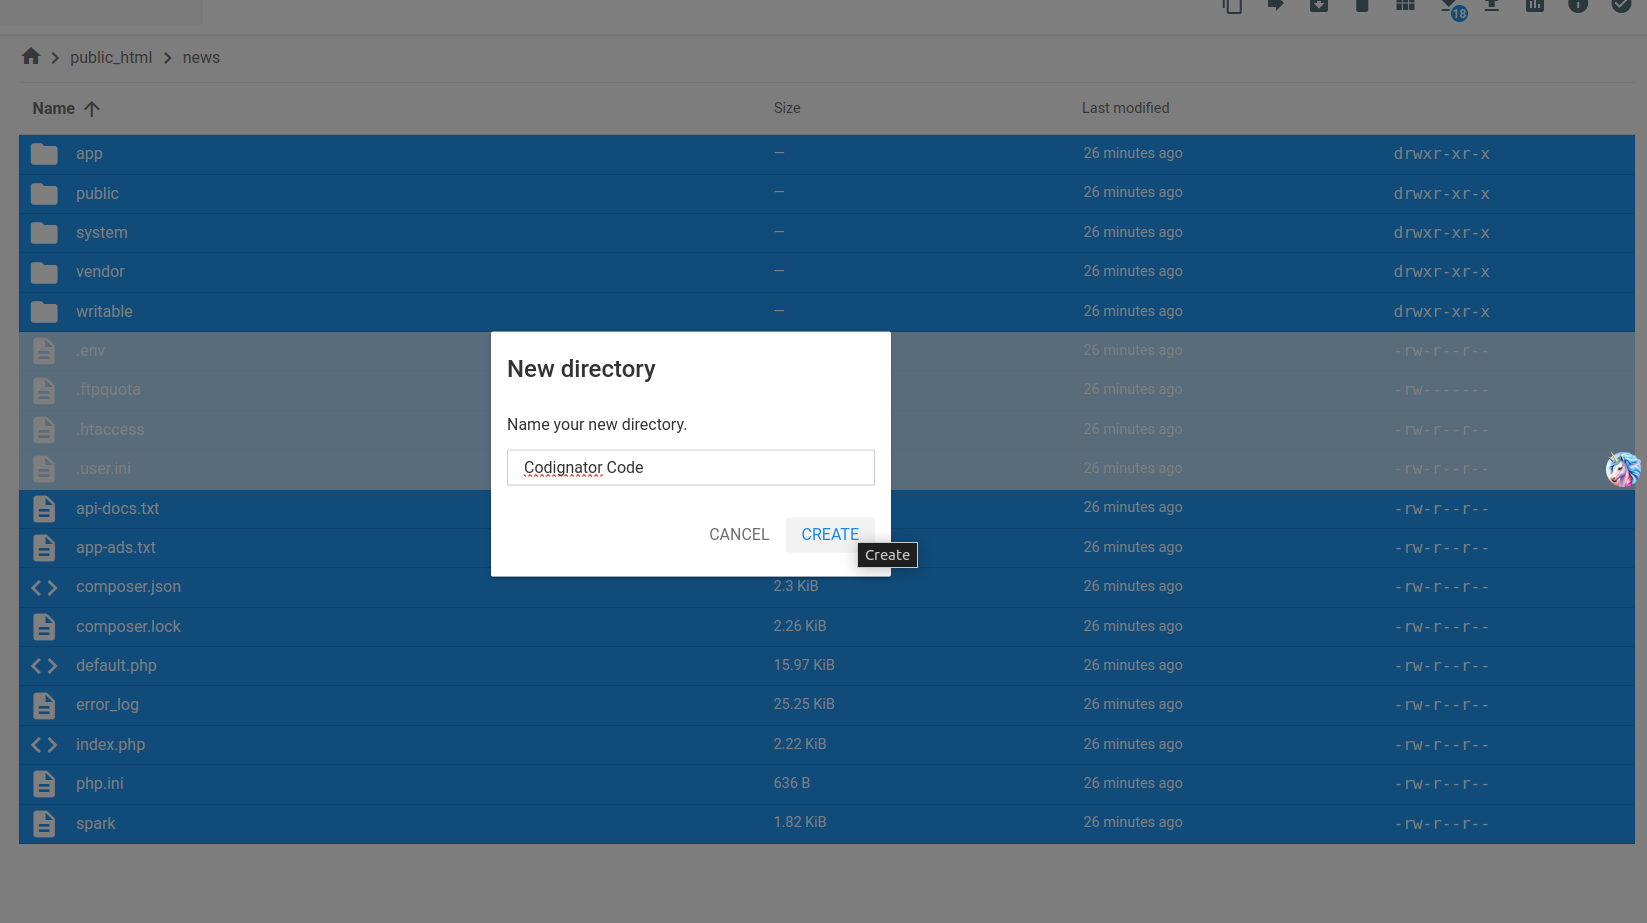 18
public_html > news
Name Size Last modified
app — 26 minutes ago drwxr-xr-x
public — 26 minutes ago drwxr-xr-x
system — 26 minutes ago drwxr-xr-x
vendor — 26 minutes ago drwxr-xr-x
writable — 26 minutes ago drwxr-xr-x
.env 26 minutes ago -rw-r--r--
.ftpquota 26 minutes ago -rw-------
.htaccess 26 minutes ago -rw-r--r--
.user.ini 26 minutes ago -rw-r--r--
api-docs.txt 26 minutes ago -rw-r--r--
app-ads.txt 26 minutes ago -rw-r--r--
composer.json 2.3 KiB 26 minutes ago -rw-r--r--
composer.lock 2.26 KiB 26 minutes ago -rw-r--r--
default.php 15.97 KiB 26 minutes ago -rw-r--r--
error_log 25.25 KiB 26 minutes ago -rw-r--r--
index.php 2.22 KiB 26 minutes ago -rw-r--r--
php.ini 636 B 26 minutes ago -rw-r--r--
spark 1.82 KiB 26 minutes ago -rw-r--r--
New directory
Name your new directory.
Codignator Code
CANCEL CREATE
Create